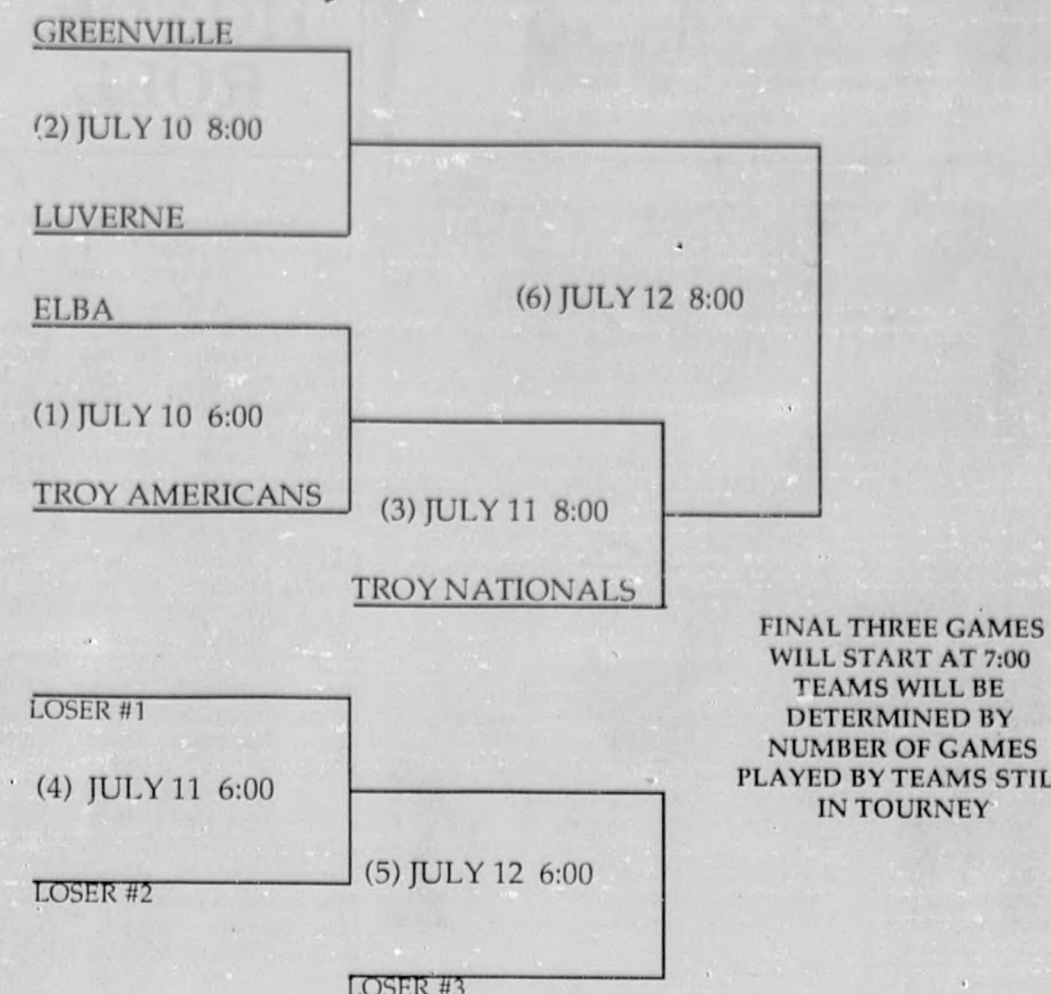 GREENVILLE
(2) JULY 10 8:00
LUVERNE
ELBA
(6) JULY 12 8:00
(1) JULY 10 6:00
TROY AMERICANS
(3) JULY 11 8:00
TROY NATIONALS
FINAL THREE GAMES
WILL START AT 7:00
TEAMS WILL BE
DETERMINED BY
NUMBER OF GAMES
PLAYED BY TEAMS STIL
IN TOURNEY
LOSER #1
(4) JULY 11 6:00
LOSER #2
(5) JULY 12 6:00
LOSER #3